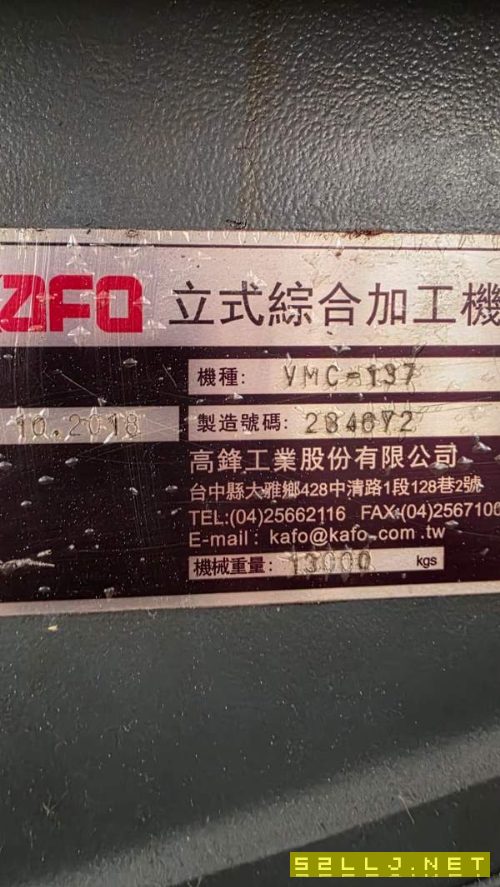 KAFO 立式綜合加工機
機種: VMC-137
10.2018 製造號碼: 284672
高鋒工業股份有限公司
台中縣大雅鄉428中清路1段128巷2號
TEL:(04)25662116 FAX:(04)2567100
E-mail: kafo@kafo.com.tw
機械重量: 13000 kgs
52LLJ.NET